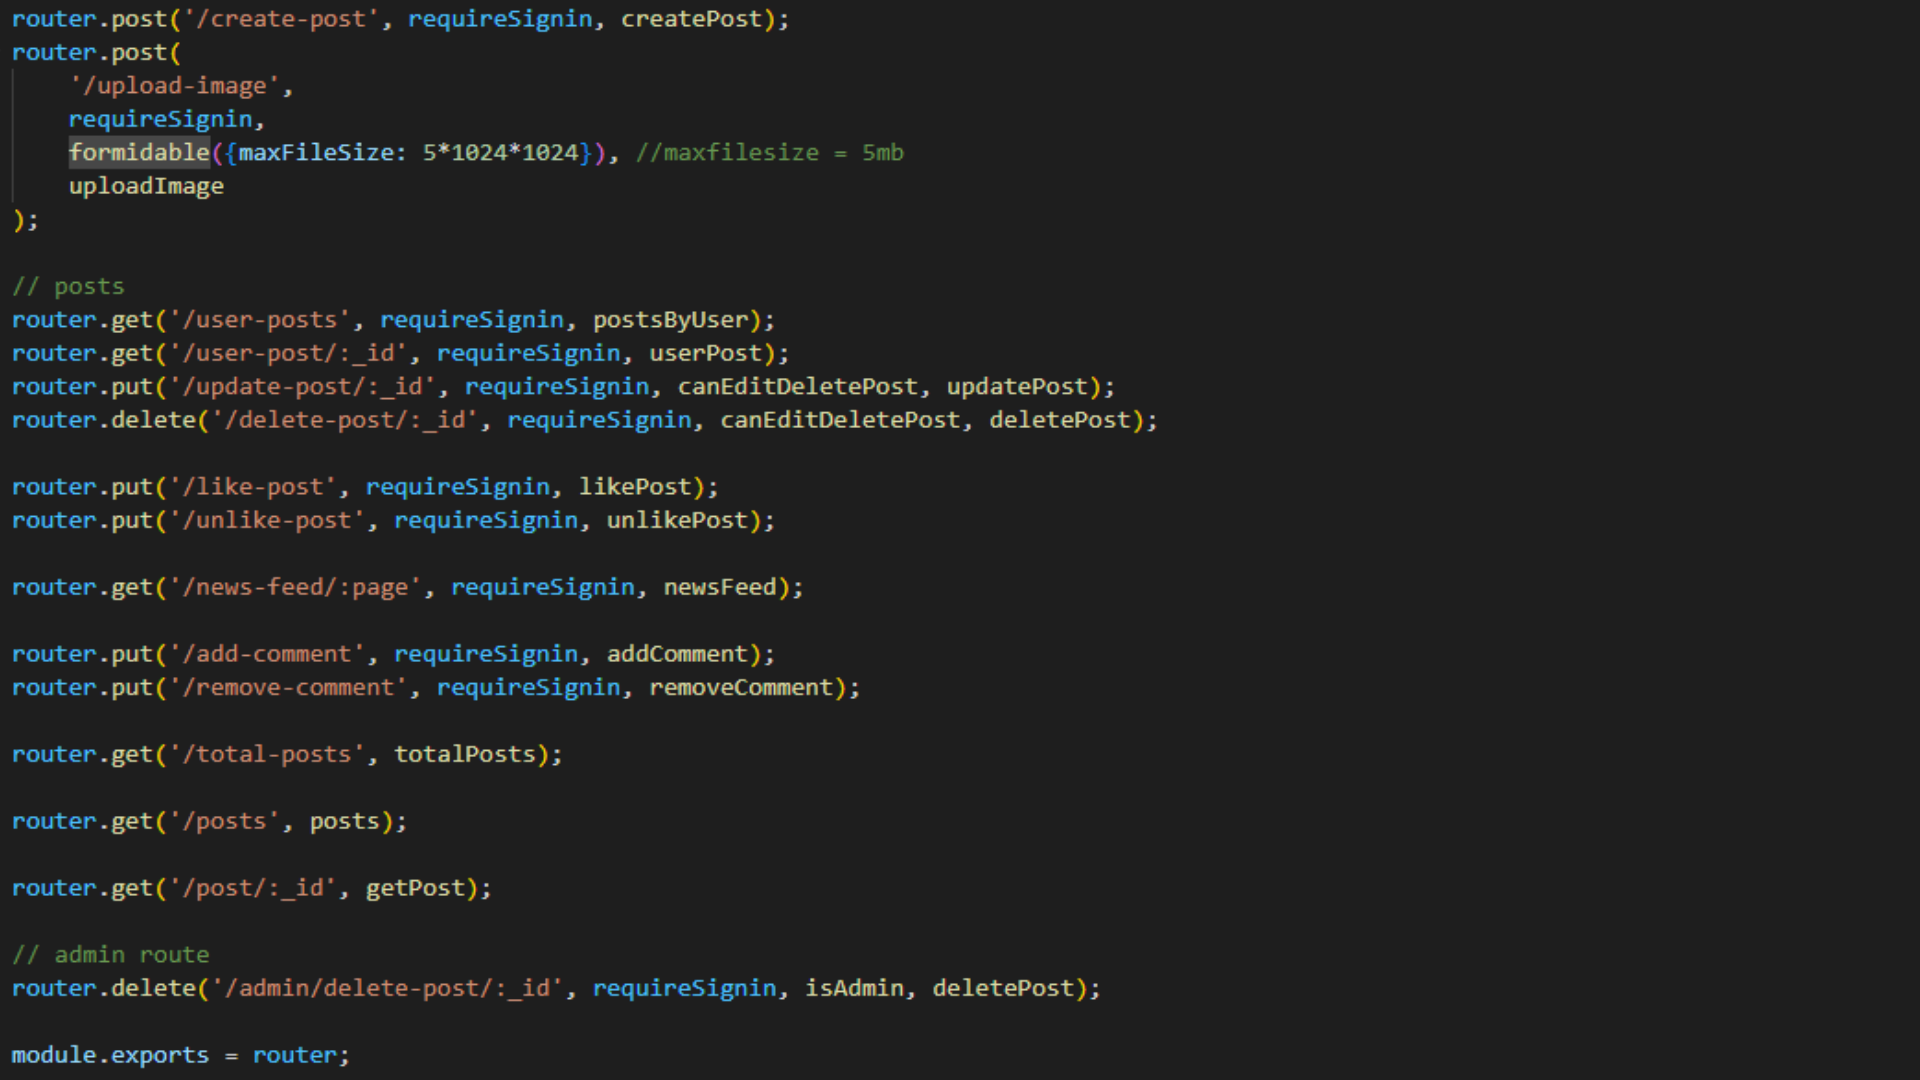 router.post('/create-post', requireSignin, createPost);
router.post(
    '/upload-image',
    requireSignin,
    formidable({maxFileSize: 5*1024*1024}), //maxfilesize = 5mb
    uploadImage
);
// posts
router.get('/user-posts', requireSignin, postsByUser);
router.get('/user-post/:_id', requireSignin, userPost);
router.put('/update-post/:_id', requireSignin, canEditDeletePost, updatePost);
router.delete('/delete-post/:_id', requireSignin, canEditDeletePost, deletePost);
router.put('/like-post', requireSignin, likePost);
router.put('/unlike-post', requireSignin, unlikePost);
router.get('/news-feed/:page', requireSignin, newsFeed);
router.put('/add-comment', requireSignin, addComment);
router.put('/remove-comment', requireSignin, removeComment);
router.get('/total-posts', totalPosts);
router.get('/posts', posts);
router.get('/post/:_id', getPost);
// admin route
router.delete('/admin/delete-post/:_id', requireSignin, isAdmin, deletePost);
module.exports = router;